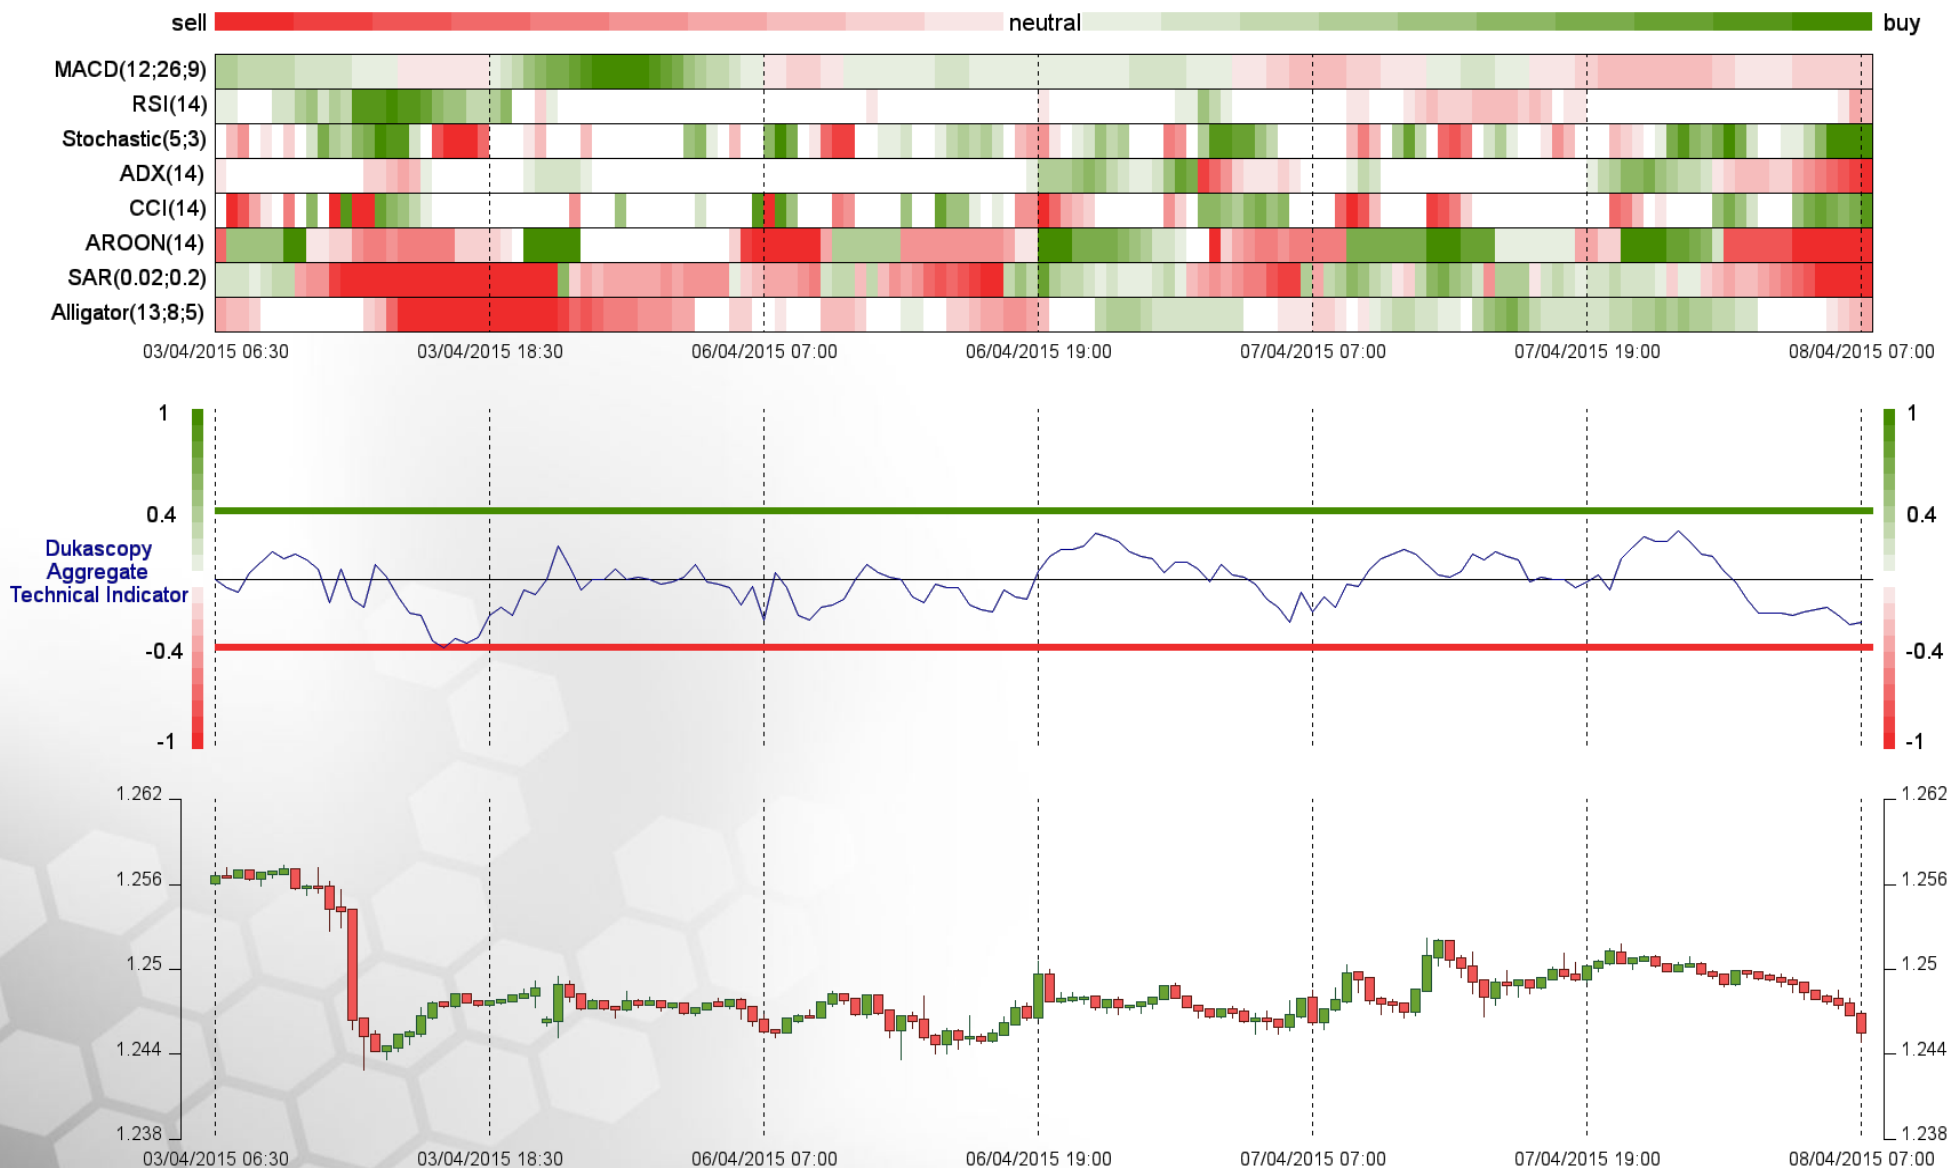 sell neutral buy
MACD(12;26;9)
RSI(14)
Stochastic(5;3)
ADX(14)
CCI(14)
AROON(14)
SAR(0.02;0.2)
Alligator(13;8;5)
03/04/2015 06:30 03/04/2015 18:30 06/04/2015 07:00 06/04/2015 19:00 07/04/2015 07:00 07/04/2015 19:00 08/04/2015 07:00
1 1
0.4 0.4
Dukascopy
Aggregate
Technical Indicator
-0.4 -0.4
-1 -1
1.262 1.262
1.256 1.256
1.25 1.25
1.244 1.244
1.238 1.238
03/04/2015 06:30 03/04/2015 18:30 06/04/2015 07:00 06/04/2015 19:00 07/04/2015 07:00 07/04/2015 19:00 08/04/2015 07:00